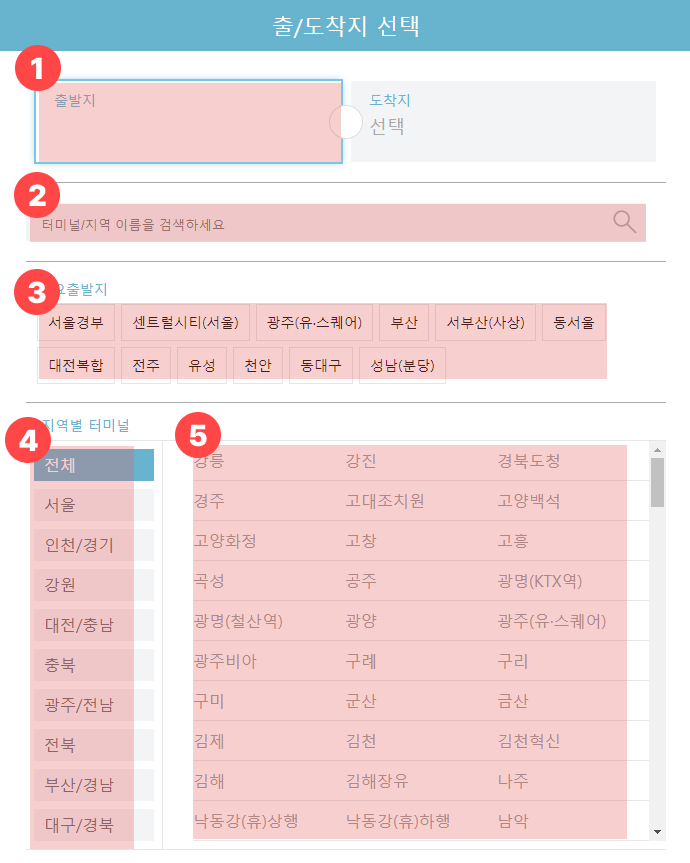 출/도착지 선택
1
출발지
도착지
선택
2
터미널/지역 이름을 검색하세요
3
요출발지
서울경부 센트럴시티(서울) 광주(유·스퀘어) 부산 서부산(사상) 동서울
대전복합 전주 유성 천안 동대구 성남(분당)
지역별 터미널
4
전체
서울
인천/경기
강원
대전/충남
충북
광주/전남
전북
부산/경남
대구/경북
5
강릉 강진 경북도청
경주 고대조치원 고양백석
고양화정 고창 고흥
곡성 공주 광명(KTX역)
광명(철산역) 광양 광주(유·스퀘어)
광주비아 구례 구리
구미 군산 금산
김제 김천 김천혁신
김해 김해장유 나주
낙동강(휴)상행 낙동강(휴)하행 남악